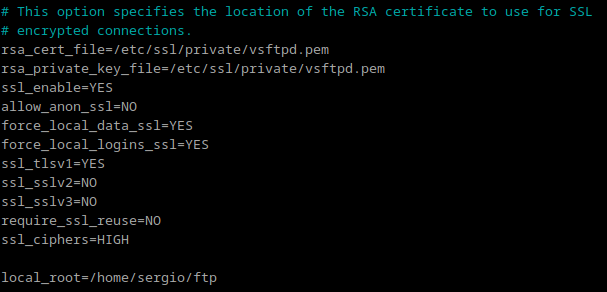 # This option specifies the location of the RSA certificate to use for SSL
# encrypted connections.
rsa_cert_file=/etc/ssl/private/vsftpd.pem
rsa_private_key_file=/etc/ssl/private/vsftpd.pem
ssl_enable=YES
allow_anon_ssl=NO
force_local_data_ssl=YES
force_local_logins_ssl=YES
ssl_tlsv1=YES
ssl_sslv2=NO
ssl_sslv3=NO
require_ssl_reuse=NO
ssl_ciphers=HIGH
local_root=/home/sergio/ftp